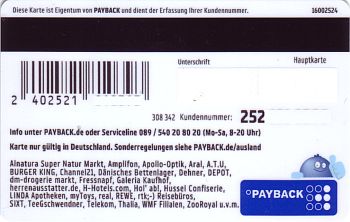 Diese Karte ist Eigentum von PAYBACK und dient der Erfassung Ihrer Kundennummer. 16002524
Unterschrift Hauptkarte
2 402521
308 342 Kundennummer: 252
Info unter PAYBACK.de oder Serviceline 089 / 540 20 80 20 (Mo-Sa, 8-20 Uhr)
Karte nur gültig in Deutschland. Sonderregelungen siehe PAYBACK.de/ausland
Alnatura Super Natur Markt, Amplifon, Apollo-Optik, Aral, A.T.U,
BURGER KING, Channel21, Dänisches Bettenlager, Dehner, DEPOT,
dm-drogerie markt, Fressnapf, Galeria Kaufhof,
herrenausstatter.de, H-Hotels.com, Hol' ab!, Hussel Confiserie,
LINDA Apotheken, myToys, real, REWE, rtk;-) Reisebüros,
SIXT, TeeGschwendner, Telekom, Thalia, WMF Filialen, ZooRoyal u.v.m.
PAYBACK